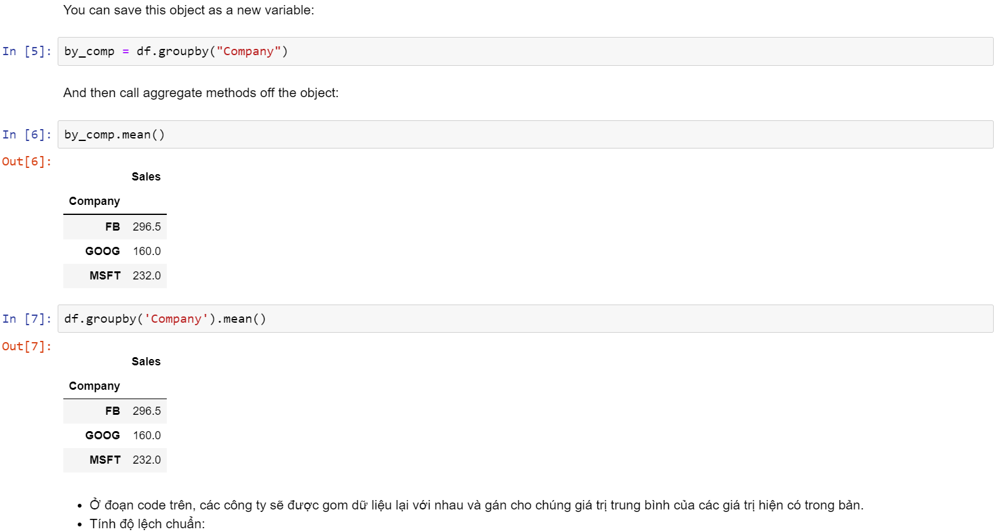 You can save this object as a new variable:
In [5]: by_comp = df.groupby("Company")
And then call aggregate methods off the object:
In [6]: by_comp.mean()
Out[6]:
Sales
Company
FB 296.5
GOOG 160.0
MSFT 232.0
In [7]: df.groupby('Company').mean()
Out[7]:
Sales
Company
FB 296.5
GOOG 160.0
MSFT 232.0
• Ở đoạn code trên, các công ty sẽ được gom dữ liệu lại với nhau và gán cho chúng giá trị trung bình của các giá trị hiện có trong bản.
• Tính độ lệch chuẩn: